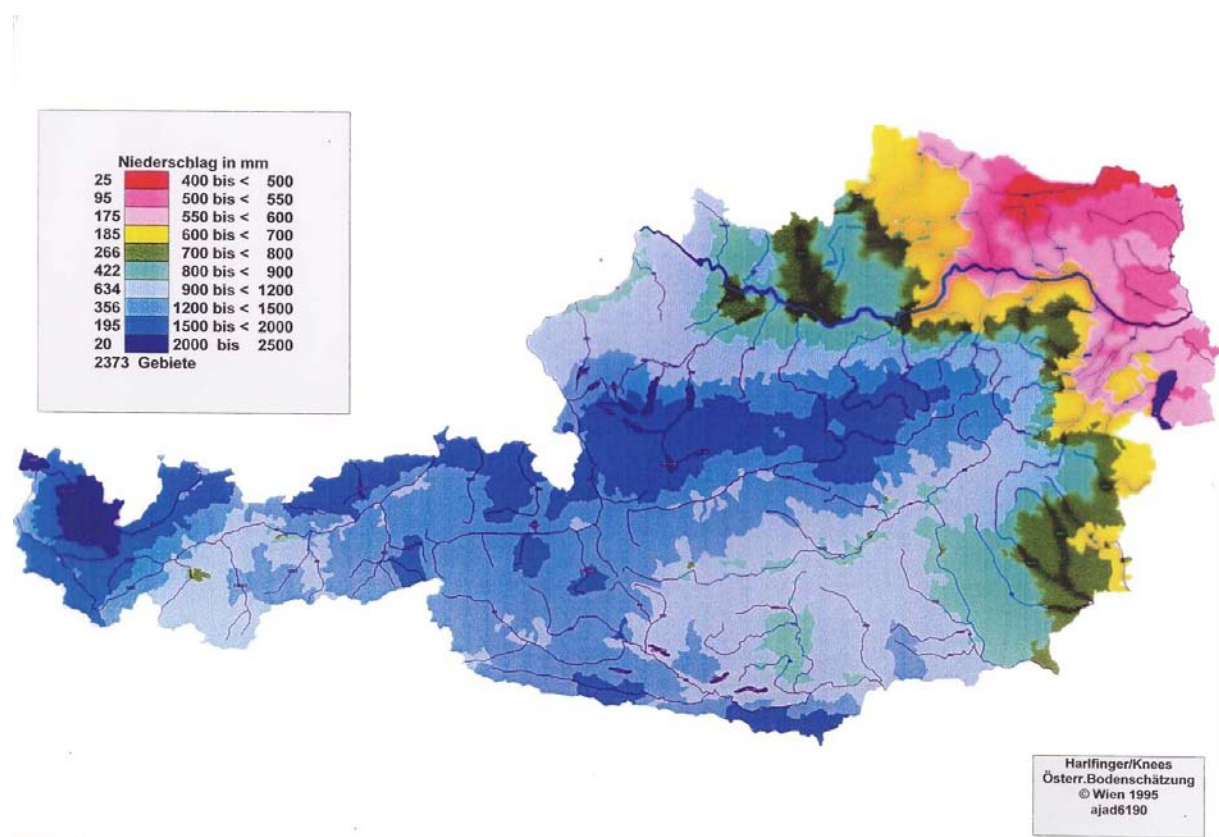 Niederschlag in mm
25 400 bis < 500
95 500 bis < 550
175 550 bis < 600
185 600 bis < 700
266 700 bis < 800
422 800 bis < 900
634 900 bis < 1200
356 1200 bis < 1500
195 1500 bis < 2000
20 2000 bis 2500
2373 Gebiete
Harlfinger/Knees
Österr.Bodenschätzung
© Wien 1995
ajad6190